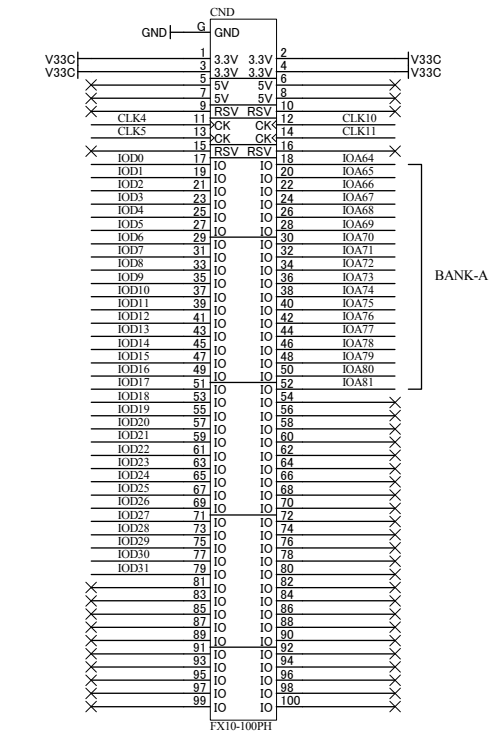 CND
GND G GND
V33C 1 3.3V 3.3V 2 V33C
V33C 3 3.3V 3.3V 4 V33C
5 5V 5V 6
7 5V 5V 8
9 RSV RSV 10
CLK4 11 CK CK 12 CLK10
CLK5 13 CK CK 14 CLK11
15 RSV RSV 16
IOD0 17 IO IO 18 IOA64
IOD1 19 IO IO 20 IOA65
IOD2 21 IO IO 22 IOA66
IOD3 23 IO IO 24 IOA67
IOD4 25 IO IO 26 IOA68
IOD5 27 IO IO 28 IOA69
IOD6 29 IO IO 30 IOA70
IOD7 31 IO IO 32 IOA71
IOD8 33 IO IO 34 IOA72
IOD9 35 IO IO 36 IOA73
BANK-A
IOD10 37 IO IO 38 IOA74
IOD11 39 IO IO 40 IOA75
IOD12 41 IO IO 42 IOA76
IOD13 43 IO IO 44 IOA77
IOD14 45 IO IO 46 IOA78
IOD15 47 IO IO 48 IOA79
IOD16 49 IO IO 50 IOA80
IOD17 51 IO IO 52 IOA81
IOD18 53 IO IO 54
IOD19 55 IO IO 56
IOD20 57 IO IO 58
IOD21 59 IO IO 60
IOD22 61 IO IO 62
IOD23 63 IO IO 64
IOD24 65 IO IO 66
IOD25 67 IO IO 68
IOD26 69 IO IO 70
IOD27 71 IO IO 72
IOD28 73 IO IO 74
IOD29 75 IO IO 76
IOD30 77 IO IO 78
IOD31 79 IO IO 80
81 IO IO 82
83 IO IO 84
85 IO IO 86
87 IO IO 88
89 IO IO 90
91 IO IO 92
93 IO IO 94
95 IO IO 96
97 IO IO 98
99 IO IO 100
FX10-100PH